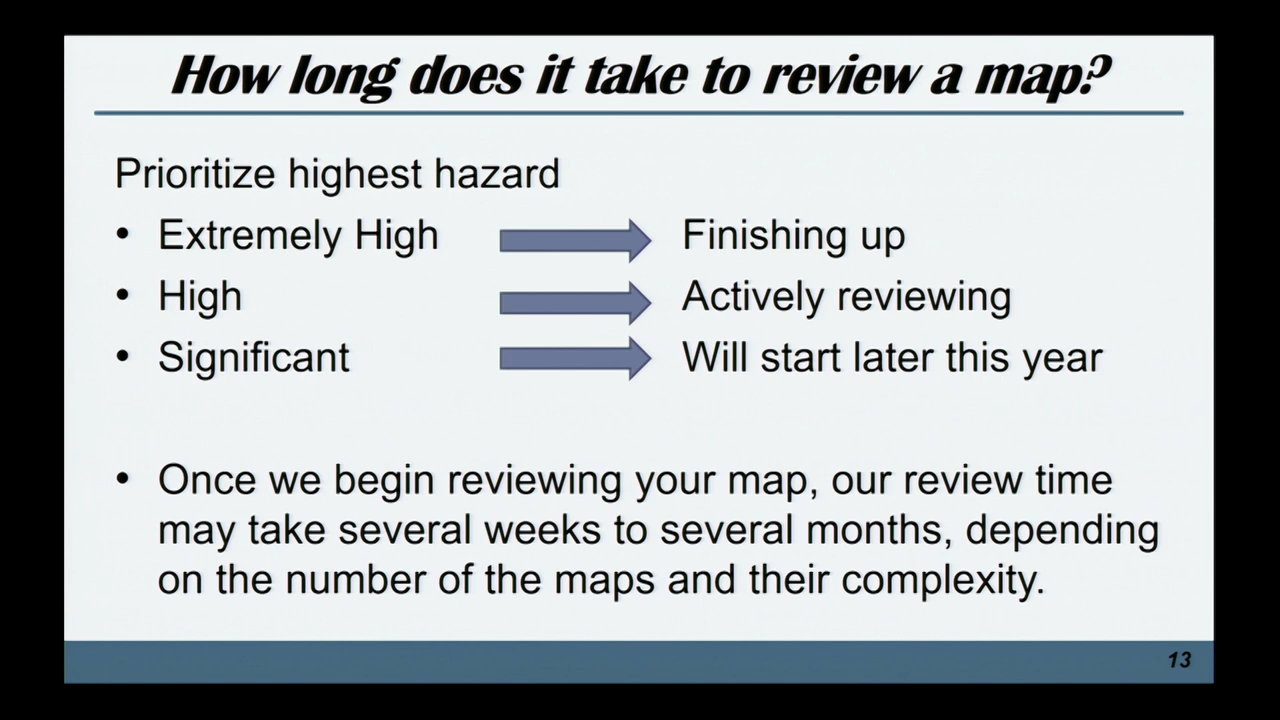 How long does it take to review a map?
Prioritize highest hazard
• Extremely High Finishing up
• High Actively reviewing
• Significant Will start later this year
• Once we begin reviewing your map, our review time
may take several weeks to several months, depending
on the number of the maps and their complexity.
13